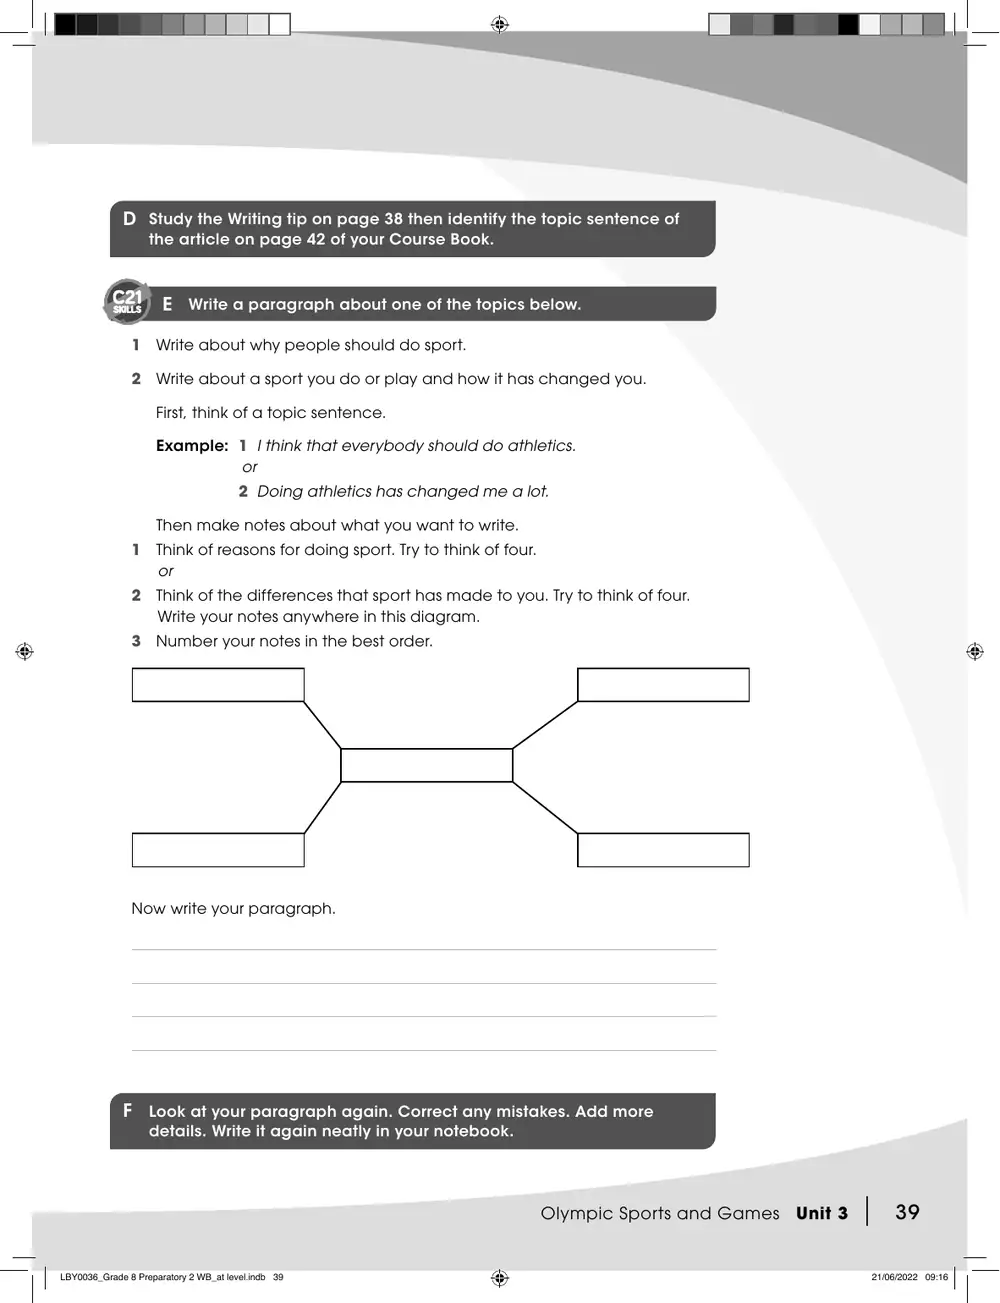 D Study the Writing tip on page 38 then identify the topic sentence of
the article on page 42 of your Course Book.
C21
SKILLS
E Write a paragraph about one of the topics below.
1 Write about why people should do sport.
2 Write about a sport you do or play and how it has changed you.
First, think of a topic sentence.
Example: 1 I think that everybody should do athletics.
or
2 Doing athletics has changed me a lot.
Then make notes about what you want to write.
1 Think of reasons for doing sport. Try to think of four.
or
2 Think of the differences that sport has made to you. Try to think of four.
Write your notes anywhere in this diagram.
3 Number your notes in the best order.
Now write your paragraph.
F Look at your paragraph again. Correct any mistakes. Add more
details. Write it again neatly in your notebook.
Olympic Sports and Games Unit 3 39
LBY0036_Grade 8 Preparatory 2 WB_at level.indb 39 21/06/2022 09:16